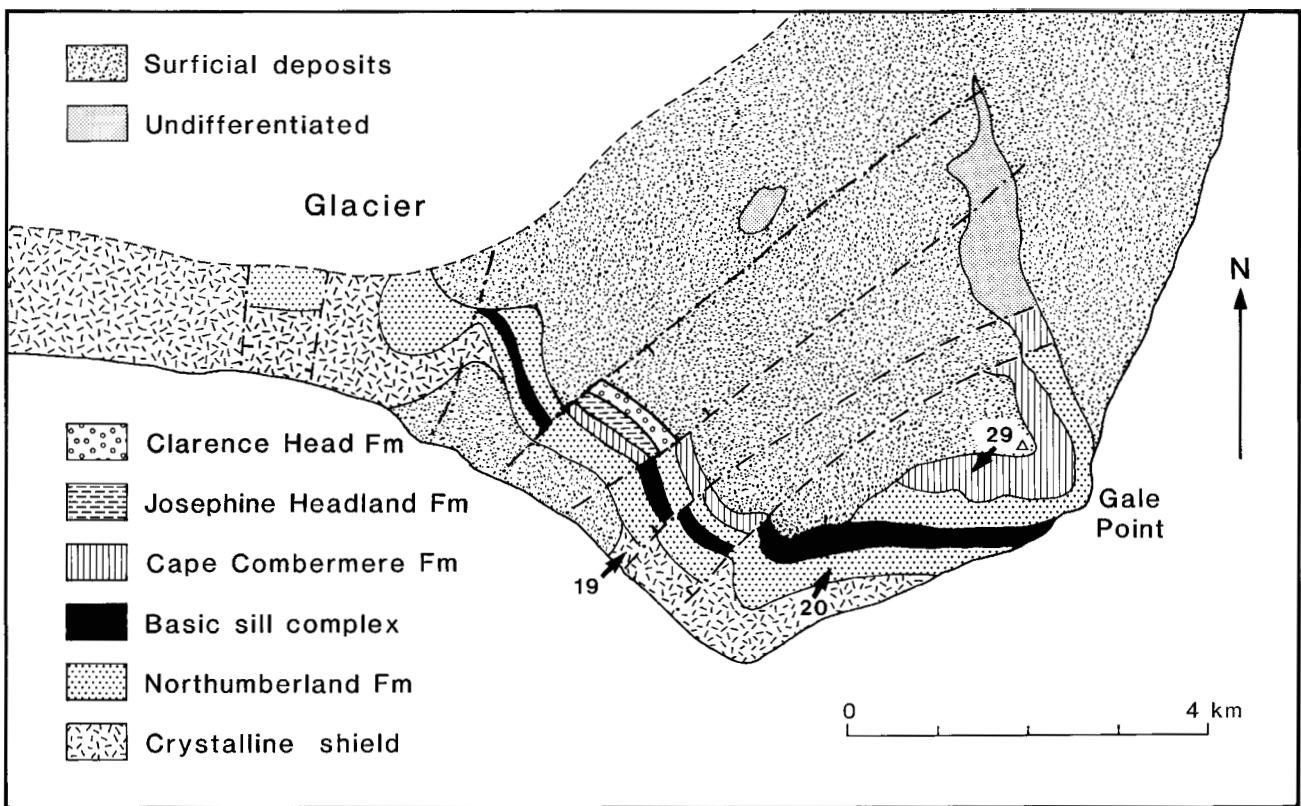 Surficial deposits
Undifferentiated
Glacier
N
Clarence Head Fm
Josephine Headland Fm
Cape Combermere Fm
Basic sill complex
Northumberland Fm
Crystalline shield
29
Gale
Point
19
20
0 4 km